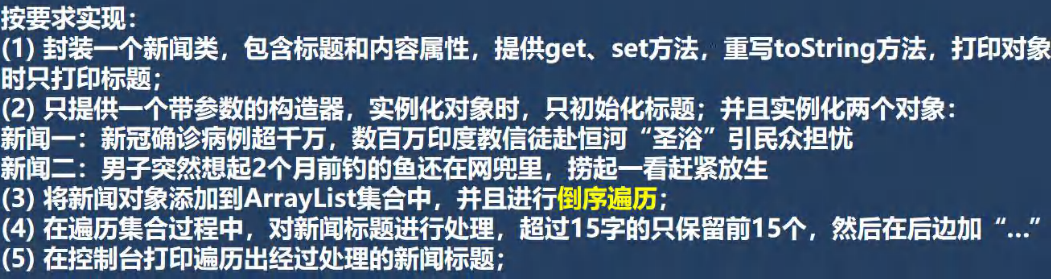 按要求实现：
(1) 封装一个新闻类，包含标题和内容属性，提供get、set方法，重写toString方法，打印对象
时只打印标题；
(2) 只提供一个带参数的构造器，实例化对象时，只初始化标题；并且实例化两个对象：
新闻一：新冠确诊病例超千万，数百万印度教信徒赴恒河“圣浴”引民众担忧
新闻二：男子突然想起2个月前钓的鱼还在网兜里，捞起一看赶紧放生
(3) 将新闻对象添加到ArrayList集合中，并且进行倒序遍历；
(4) 在遍历集合过程中，对新闻标题进行处理，超过15字的只保留前15个，然后在后边加“…”
(5) 在控制台打印遍历出经过处理的新闻标题；